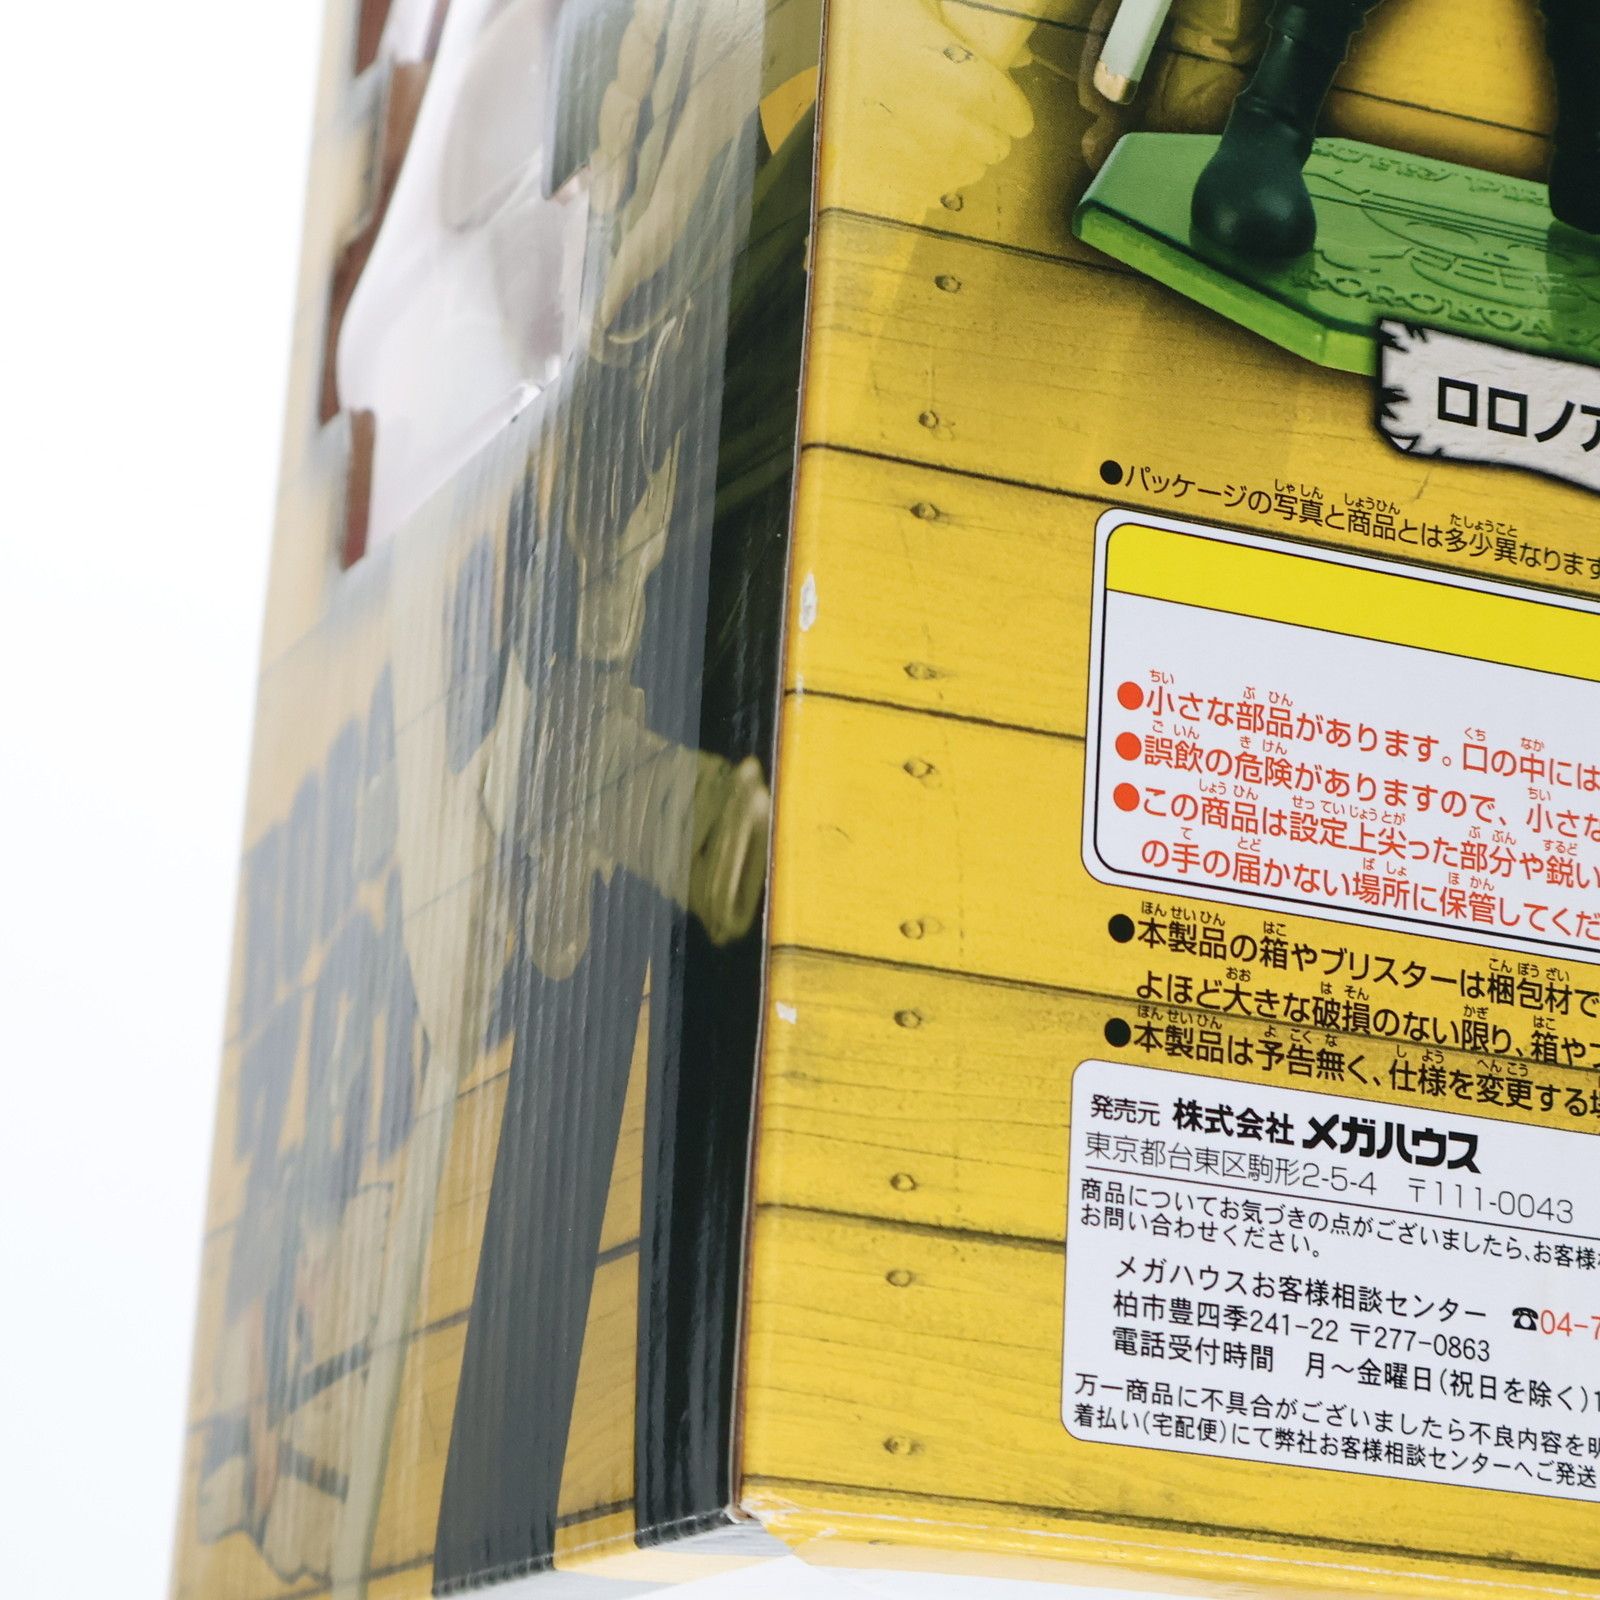 ロロノア
●パッケージの写真と商品とは多少異なります
●小さな部品があります。口の中には
●誤飲の危険がありますので、小さな
●この商品は設定上尖った部分や鋭い
の手の届かない場所に保管してくだ
●本製品の箱やブリスターは梱包材で
よほど大きな破損のない限り、箱やブ
●本製品は予告無く、仕様を変更する場
発売元 株式会社 メガハウス
東京都台東区駒形2-5-4 〒111-0043
商品についてお気づきの点がございましたら、お客様
お問い合わせください。
メガハウスお客様相談センター ☎04-7
柏市豊四季241-22 〒277-0863
電話受付時間 月〜金曜日(祝日を除く)1
万一商品に不具合がございましたら不良内容を明
着払い(宅配便)にて弊社お客様相談センターへご発送